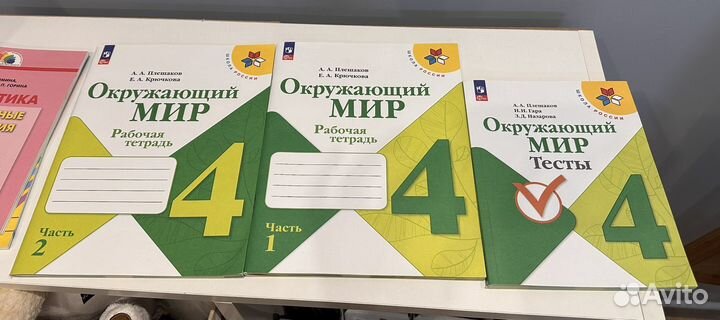 П. ГОРИНА
А. А. Плешаков
Е. А. Крючкова
Окружающий
МИР
Рабочая
тетрадь
4
Часть
2
ШКОЛА РОССИИ
А. А. Плешаков
Е. А. Крючкова
Окружающий
МИР
Рабочая
тетрадь
4
Часть
1
ШКОЛА РОССИИ
А.А. Плешаков
Н.Н. Гара
З.Д. Назарова
Окружающий
МИР
Тесты
4
ШКОЛА РОССИИ
Avito